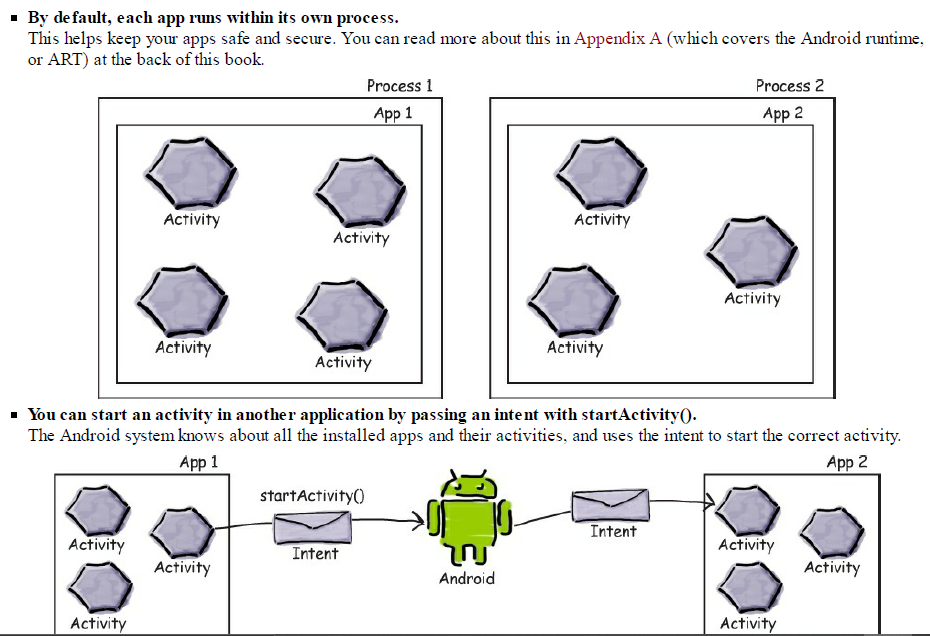 By default, each app runs within its own process.
This helps keep your apps safe and secure. You can read more about this in Appendix A (which covers the Android runtime,
or ART) at the back of this book.
Process 1
Process 2
App 1
App 2
Activity
Activity
Activity
Activity
Activity
Activity
Activity
You can start an activity in another application by passing an intent with startActivity().
The Android system knows about all the installed apps and their activities, and uses the intent to start the correct activity.
App 1
App 2
startActivity()
Intent
Intent
Activity
Activity
Activity
Android
Activity
Activity
Activity